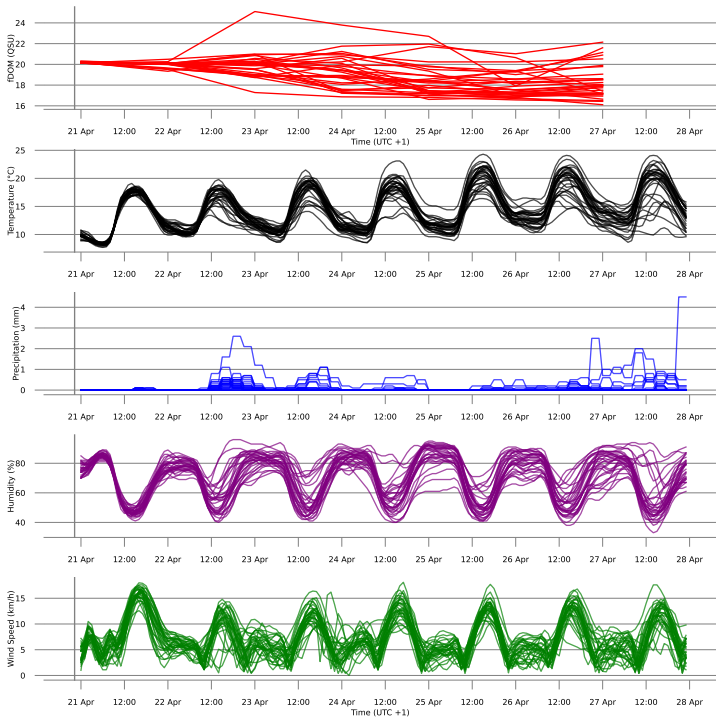 24
22
20
18
16
fDOM (QSU)
21 Apr 12:00 22 Apr 12:00 23 Apr 12:00 24 Apr 12:00 25 Apr 12:00 26 Apr 12:00 27 Apr 12:00 28 Apr
Time (UTC +1)
25
20
15
10
Temperature (°C)
21 Apr 12:00 22 Apr 12:00 23 Apr 12:00 24 Apr 12:00 25 Apr 12:00 26 Apr 12:00 27 Apr 12:00 28 Apr
4
3
2
1
0
Precipitation (mm)
21 Apr 12:00 22 Apr 12:00 23 Apr 12:00 24 Apr 12:00 25 Apr 12:00 26 Apr 12:00 27 Apr 12:00 28 Apr
80
60
40
Humidity (%)
21 Apr 12:00 22 Apr 12:00 23 Apr 12:00 24 Apr 12:00 25 Apr 12:00 26 Apr 12:00 27 Apr 12:00 28 Apr
15
10
5
0
Wind Speed (km/h)
21 Apr 12:00 22 Apr 12:00 23 Apr 12:00 24 Apr 12:00 25 Apr 12:00 26 Apr 12:00 27 Apr 12:00 28 Apr
Time (UTC +1)